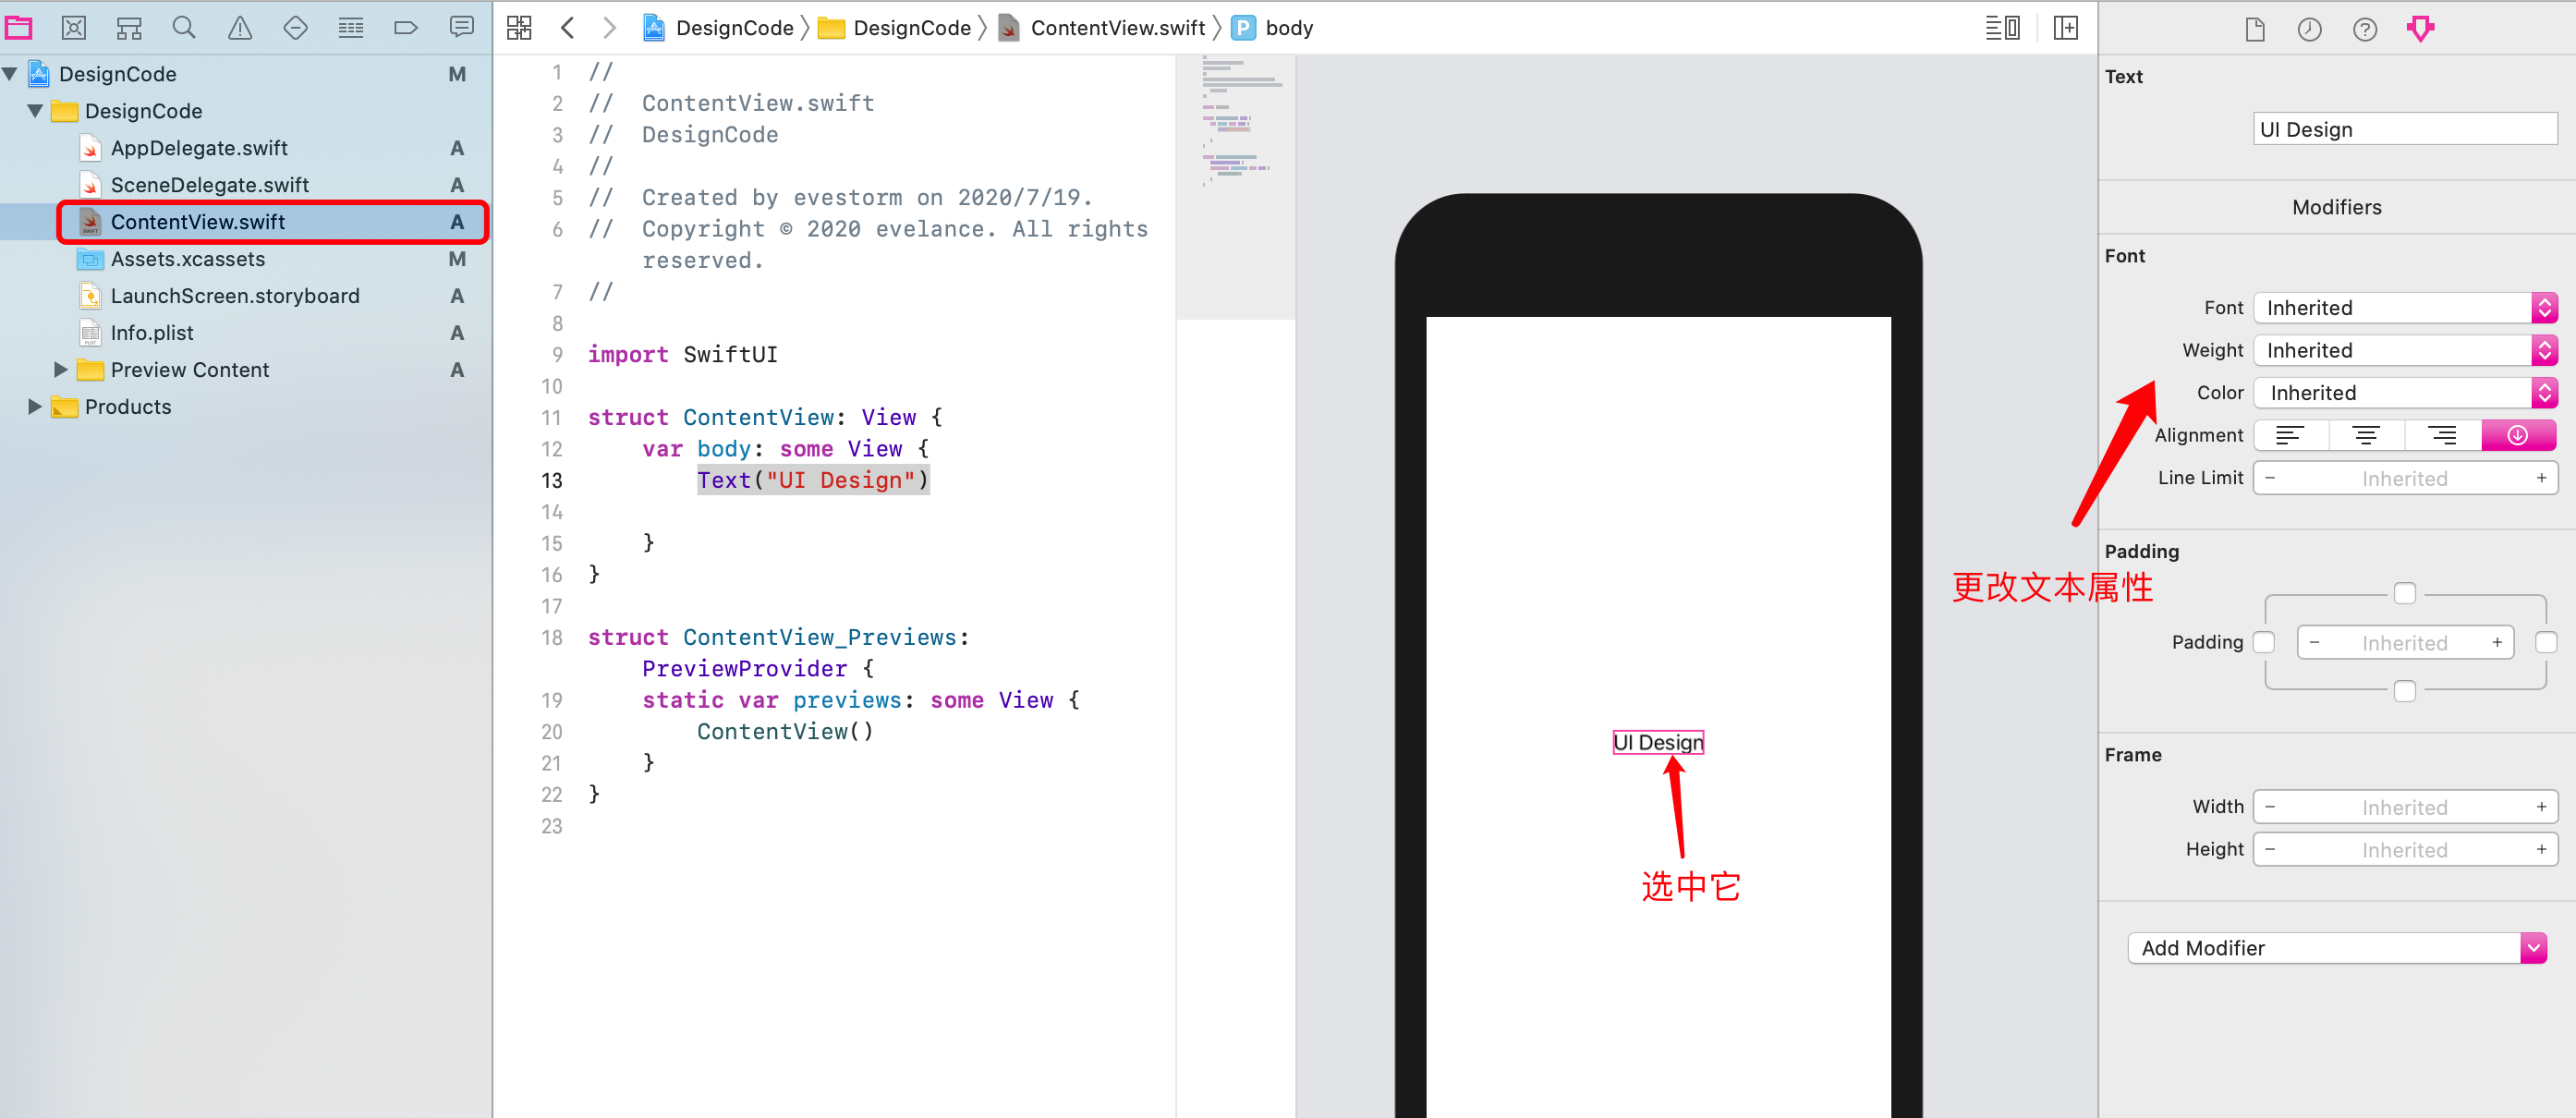 DesignCode M
DesignCode
AppDelegate.swift A
SceneDelegate.swift A
ContentView.swift A
Assets.xcassets M
LaunchScreen.storyboard A
Info.plist A
Preview Content A
Products
DesignCode DesignCode ContentView.swift P body
1 //
2 //  ContentView.swift
3 //  DesignCode
4 //
5 //  Created by evestorm on 2020/7/19.
6 //  Copyright © 2020 evelance. All rights
reserved.
7 //
8
9 import SwiftUI
10
11 struct ContentView: View {
12     var body: some View {
13         Text("UI Design")
14
15     }
16 }
17
18 struct ContentView_Previews:
PreviewProvider {
19     static var previews: some View {
20         ContentView()
21     }
22 }
23
UI Design
选中它
更改文本属性
Text
UI Design
Modifiers
Font
Font Inherited
Weight Inherited
Color Inherited
Alignment
Line Limit − Inherited +
Padding
Padding − Inherited +
Frame
Width − Inherited +
Height − Inherited +
Add Modifier